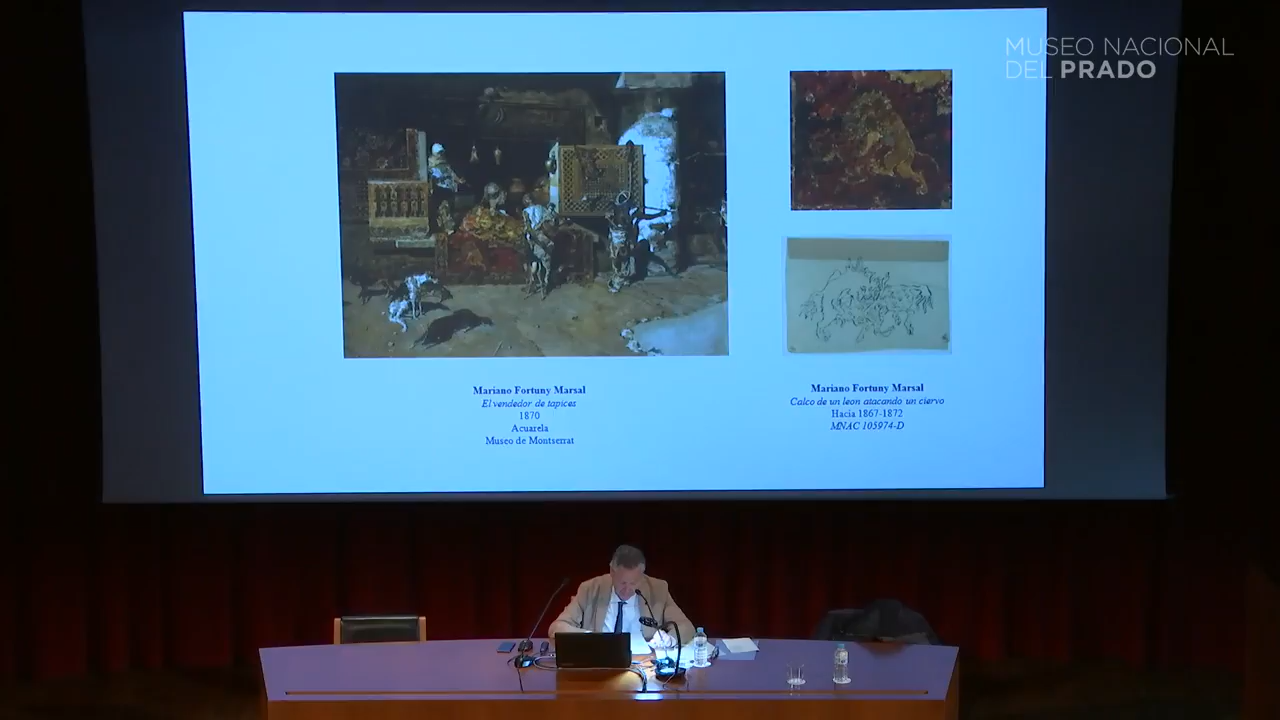 MUSEO NACIONAL
DEL PRADO
Mariano Fortuny Marsal
El vendedor de tapices
1870
Acuarela
Museo de Montserrat
Mariano Fortuny Marsal
Calco de un leon atacando un ciervo
Hacia 1867-1872
MNAC 105974-D